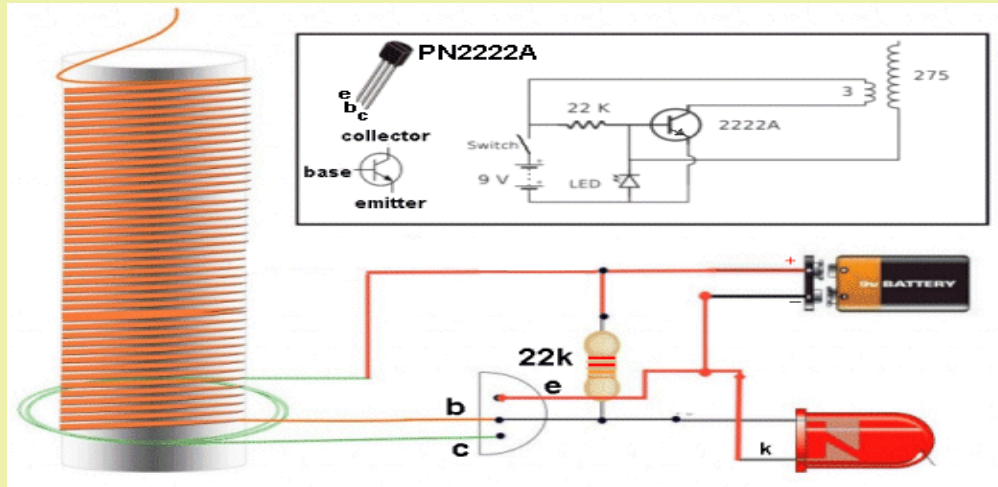 PN2222A
e
b
c
collector
base
emitter
275
3
22 K
2222A
Switch
+
9 V
LED
+
9v BATTERY
22k
e
b
c
k